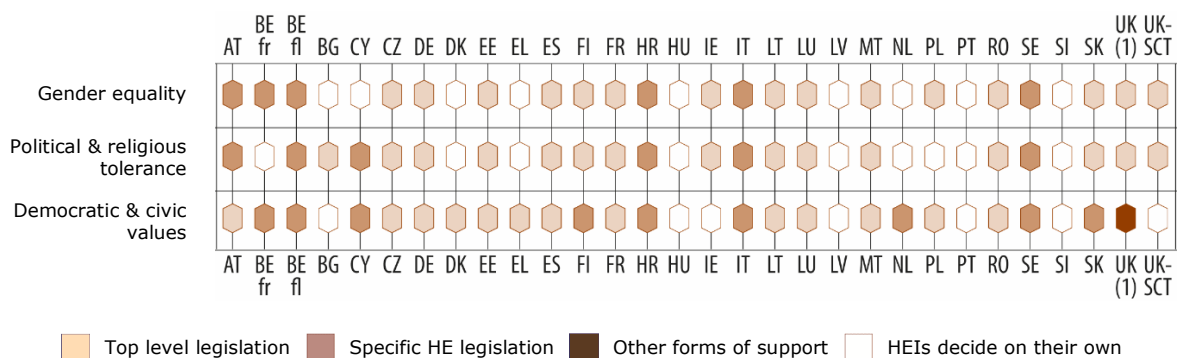 AT BE fr BE fl BG CY CZ DE DK EE EL ES FI FR HR HU IE IT LT LU LV MT NL PL PT RO SE SI SK UK (1) UK-SCT
Gender equality
Political & religious
tolerance
Democratic & civic
values
AT BE fr BE fl BG CY CZ DE DK EE EL ES FI FR HR HU IE IT LT LU LV MT NL PL PT RO SE SI SK UK (1) UK-SCT
Top level legislation Specific HE legislation Other forms of support HEIs decide on their own